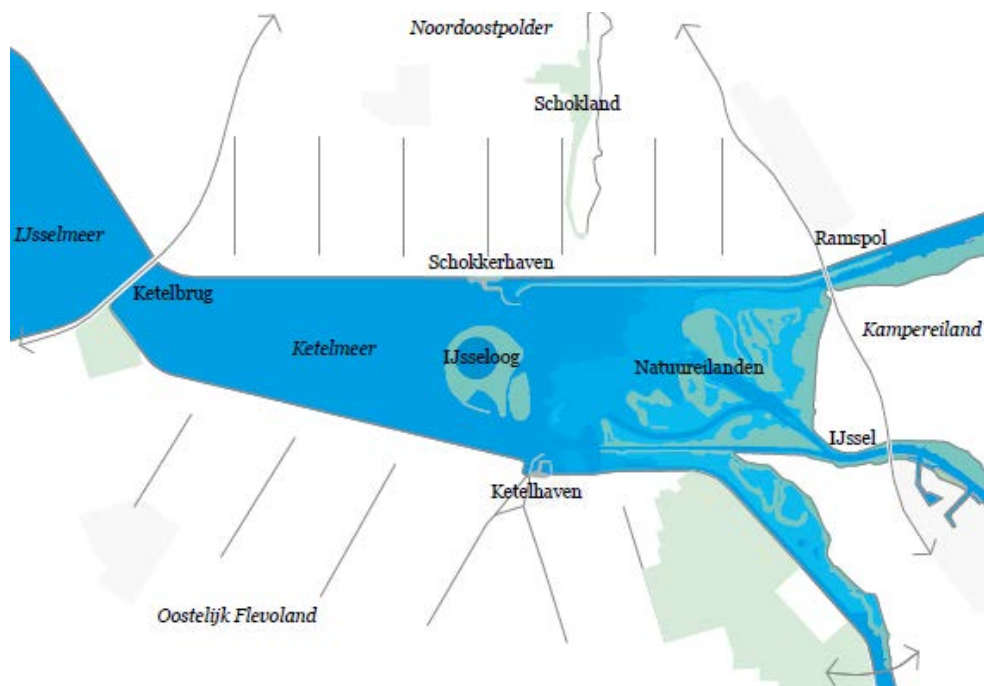 Noordoostpolder
Schokland
IJsselmeer
Ramspol
Schokkerhaven
Ketelbrug
Kampereiland
Ketelmeer
IJsseloog
Natuureilanden
IJssel
Ketelhaven
Oostelijk Flevoland